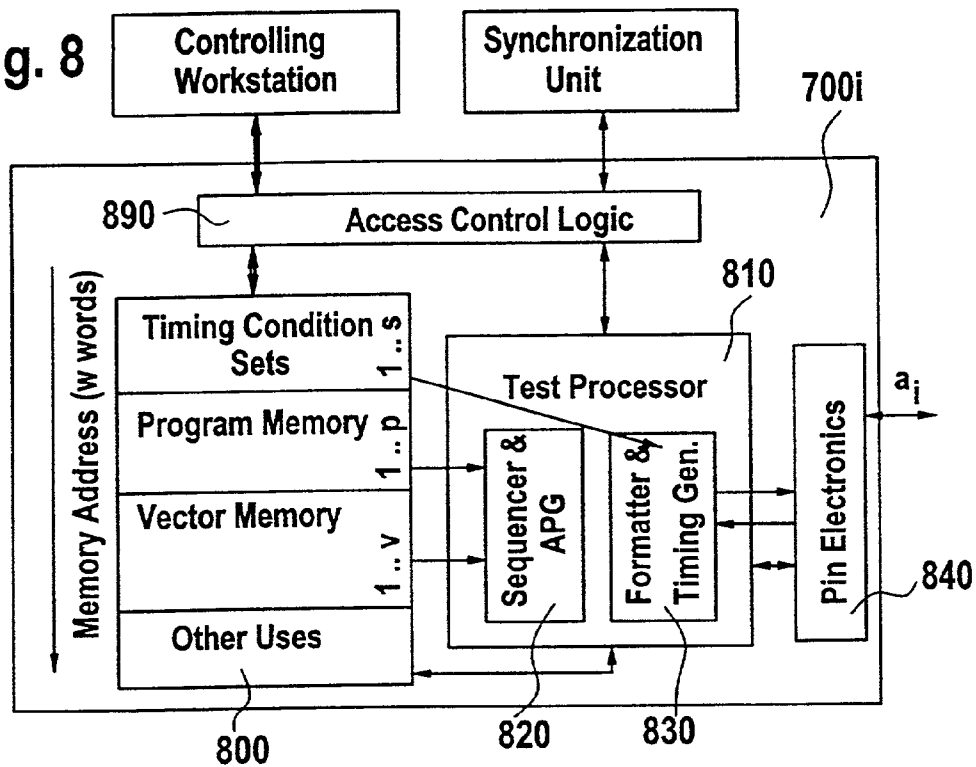 g. 8
Controlling
Workstation
Synchronization
Unit
700i
890
Access Control Logic
Memory Address (w words)
Timing Condition
Sets
1 .. s
Program Memory
1 .. p
Vector Memory
1 .. v
Other Uses
800
810
Test Processor
Sequencer &
APG
820
Formatter &
Timing Gen.
830
Pin Electronics
840
ai